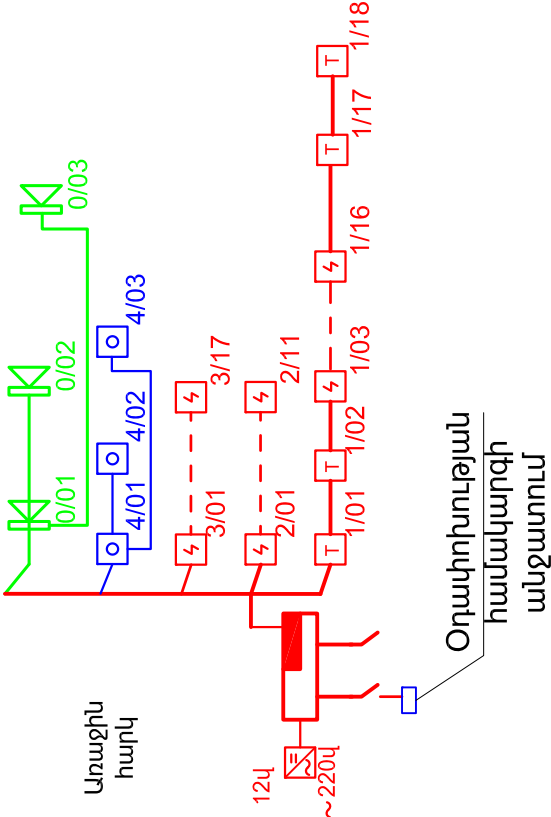 0/01 0/02 0/03
4/01 4/02 4/03
Առաջին
հարկ
3/01 3/17
2/01 2/11
12վ
~220վ
T T T T
1/01 1/02 1/03 1/16 1/17 1/18
Օդափոխության
համակարգի
անջատում